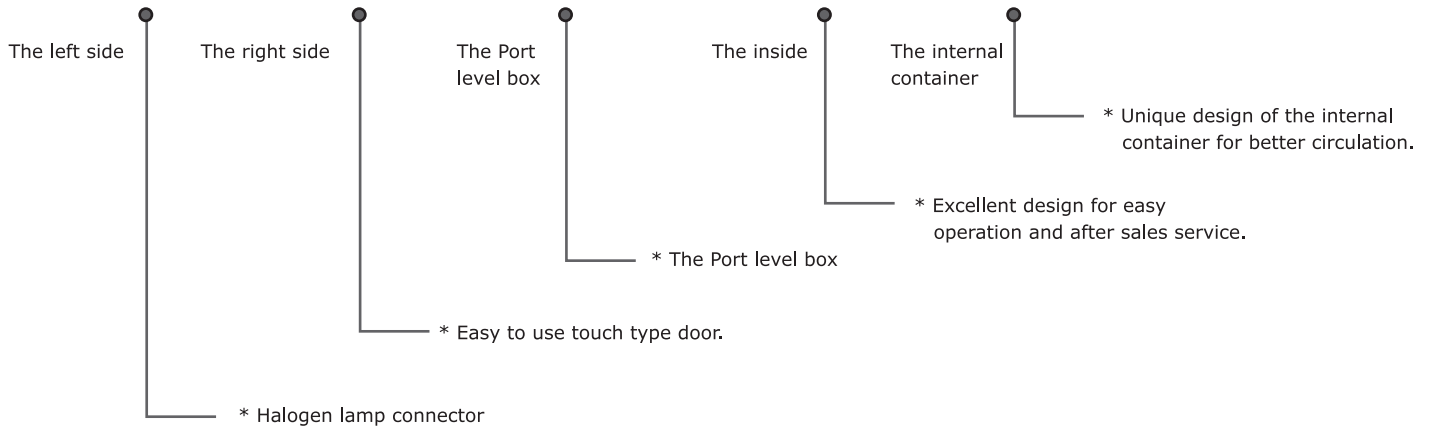 The left side
The right side
The Port
level box
The inside
The internal
container
* Unique design of the internal
container for better circulation.
* Excellent design for easy
operation and after sales service.
* The Port level box
* Easy to use touch type door.
* Halogen lamp connector